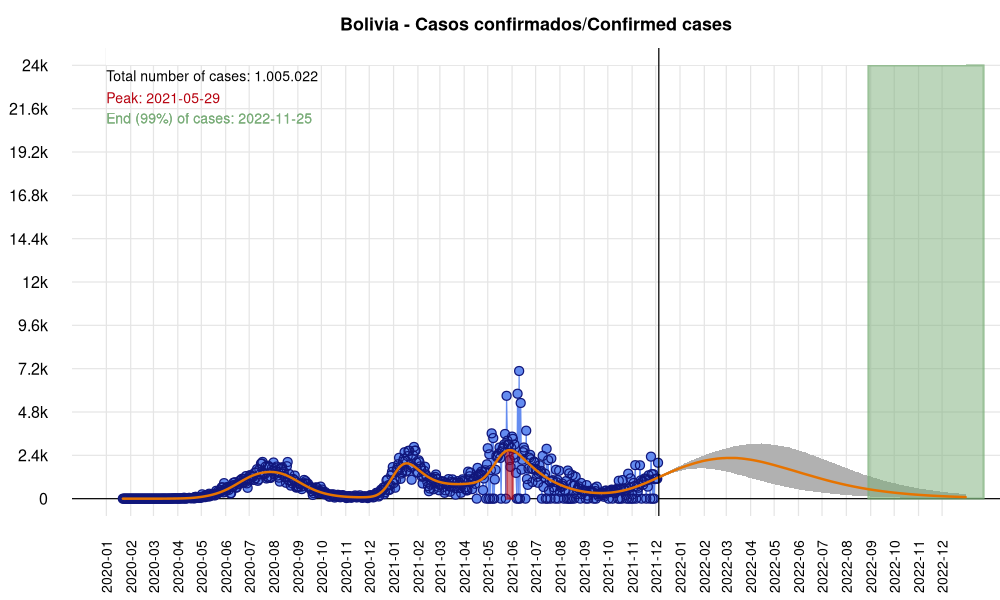 Bolivia - Casos confirmados/Confirmed cases
Total number of cases: 1.005.022
Peak: 2021-05-29
End (99%) of cases: 2022-11-25
24k
21.6k
19.2k
16.8k
14.4k
12k
9.6k
7.2k
4.8k
2.4k
0
2020-01
2020-02
2020-03
2020-04
2020-05
2020-06
2020-07
2020-08
2020-09
2020-10
2020-11
2020-12
2021-01
2021-02
2021-03
2021-04
2021-05
2021-06
2021-07
2021-08
2021-09
2021-10
2021-11
2021-12
2022-01
2022-02
2022-03
2022-04
2022-05
2022-06
2022-07
2022-08
2022-09
2022-10
2022-11
2022-12